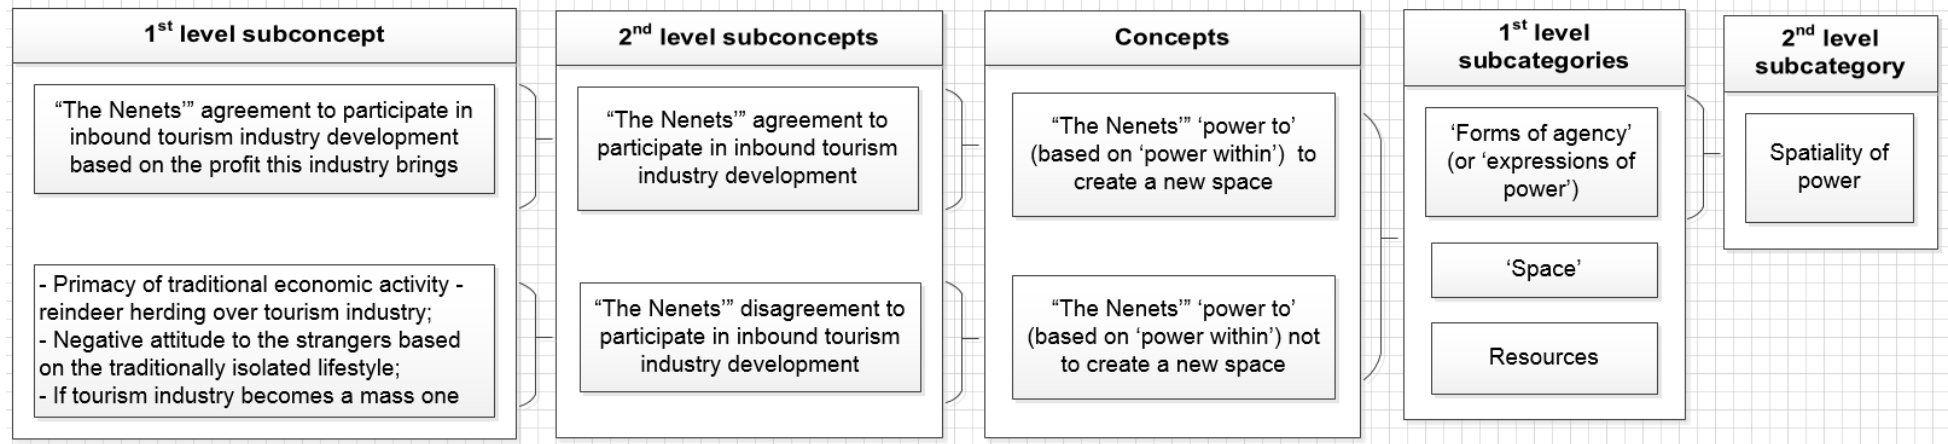 1st level subconcept
“The Nenets’” agreement to participate in
inbound tourism industry development
based on the profit this industry brings
- Primacy of traditional economic activity -
reindeer herding over tourism industry;
- Negative attitude to the strangers based
on the traditionally isolated lifestyle;
- If tourism industry becomes a mass one
2nd level subconcepts
“The Nenets’” agreement to
participate in inbound tourism
industry development
“The Nenets’” disagreement to
participate in inbound tourism
industry development
Concepts
“The Nenets’” ‘power to’
(based on ‘power within’) to
create a new space
“The Nenets’” ‘power to’
(based on ‘power within’) not
to create a new space
1st level
subcategories
‘Forms of agency’
(or ‘expressions of
power’)
‘Space’
Resources
2nd level
subcategory
Spatiality of
power